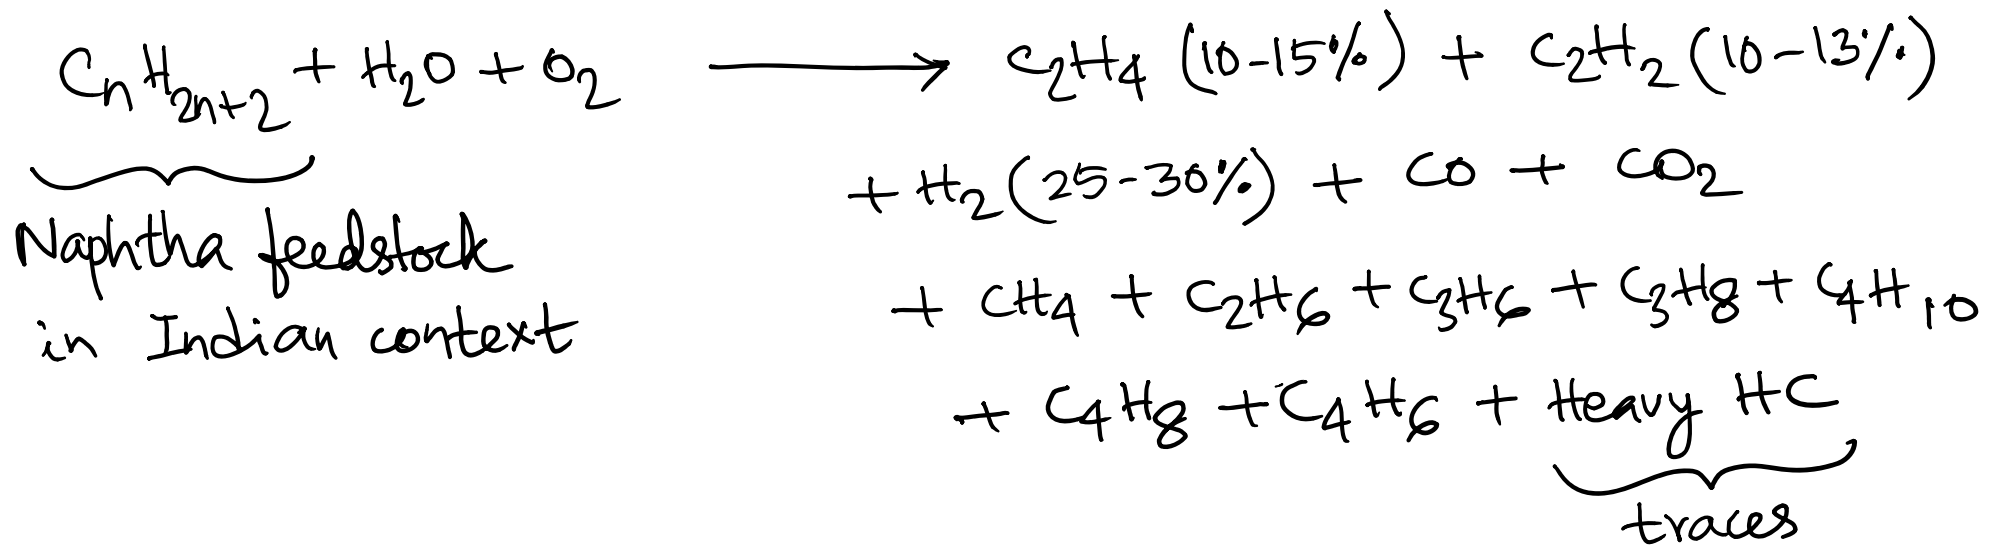 CnH2n+2 + H2O + O2 ⟶ C2H4 (10-15%) + C2H2 (10-13%)
+ H2 (25-30%) + CO + CO2
Naphtha feedstock
in Indian context
+ CH4 + C2H6 + C3H6 + C3H8 + C4H10
+ C4H8 + C4H6 + Heavy HC
traces